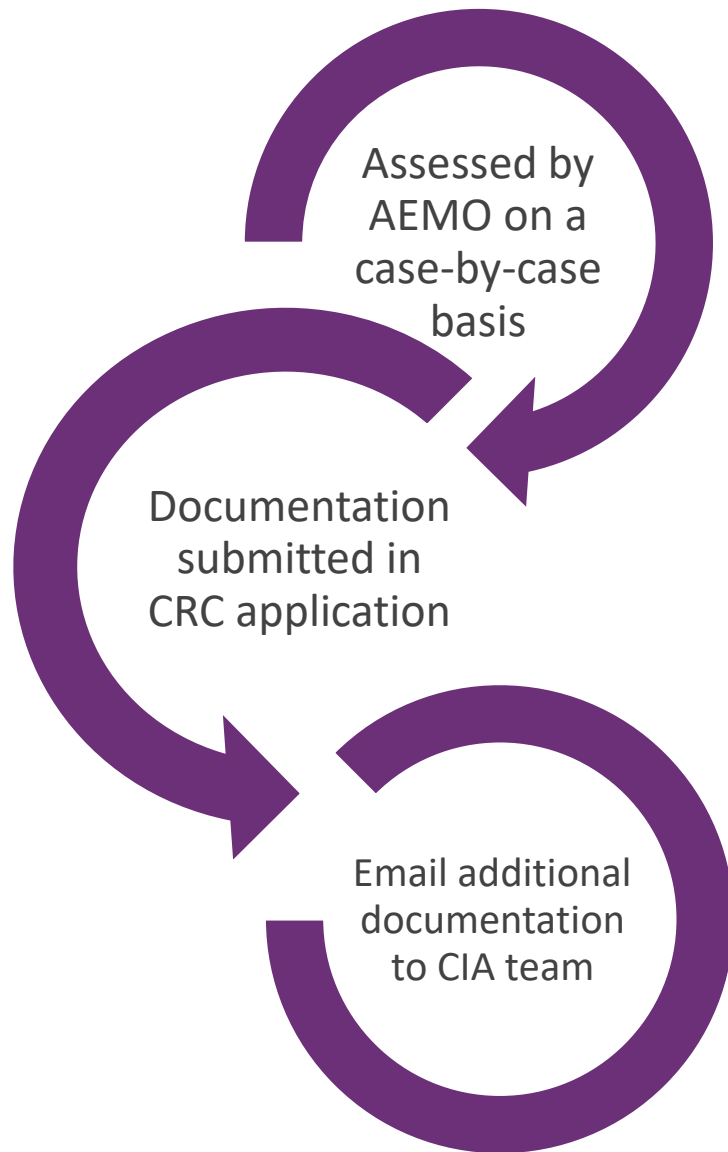 Assessed by
AEMO on a
case-by-case
basis
Documentation
submitted in
CRC application
Email additional
documentation
to CIA team